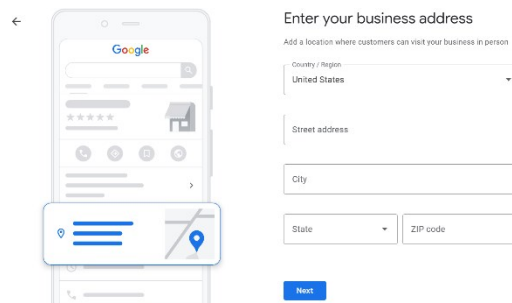 Google
Enter your business address
Add a location where customers can visit your business in person
Country / Region
United States
Street address
City
State
ZIP code
Next